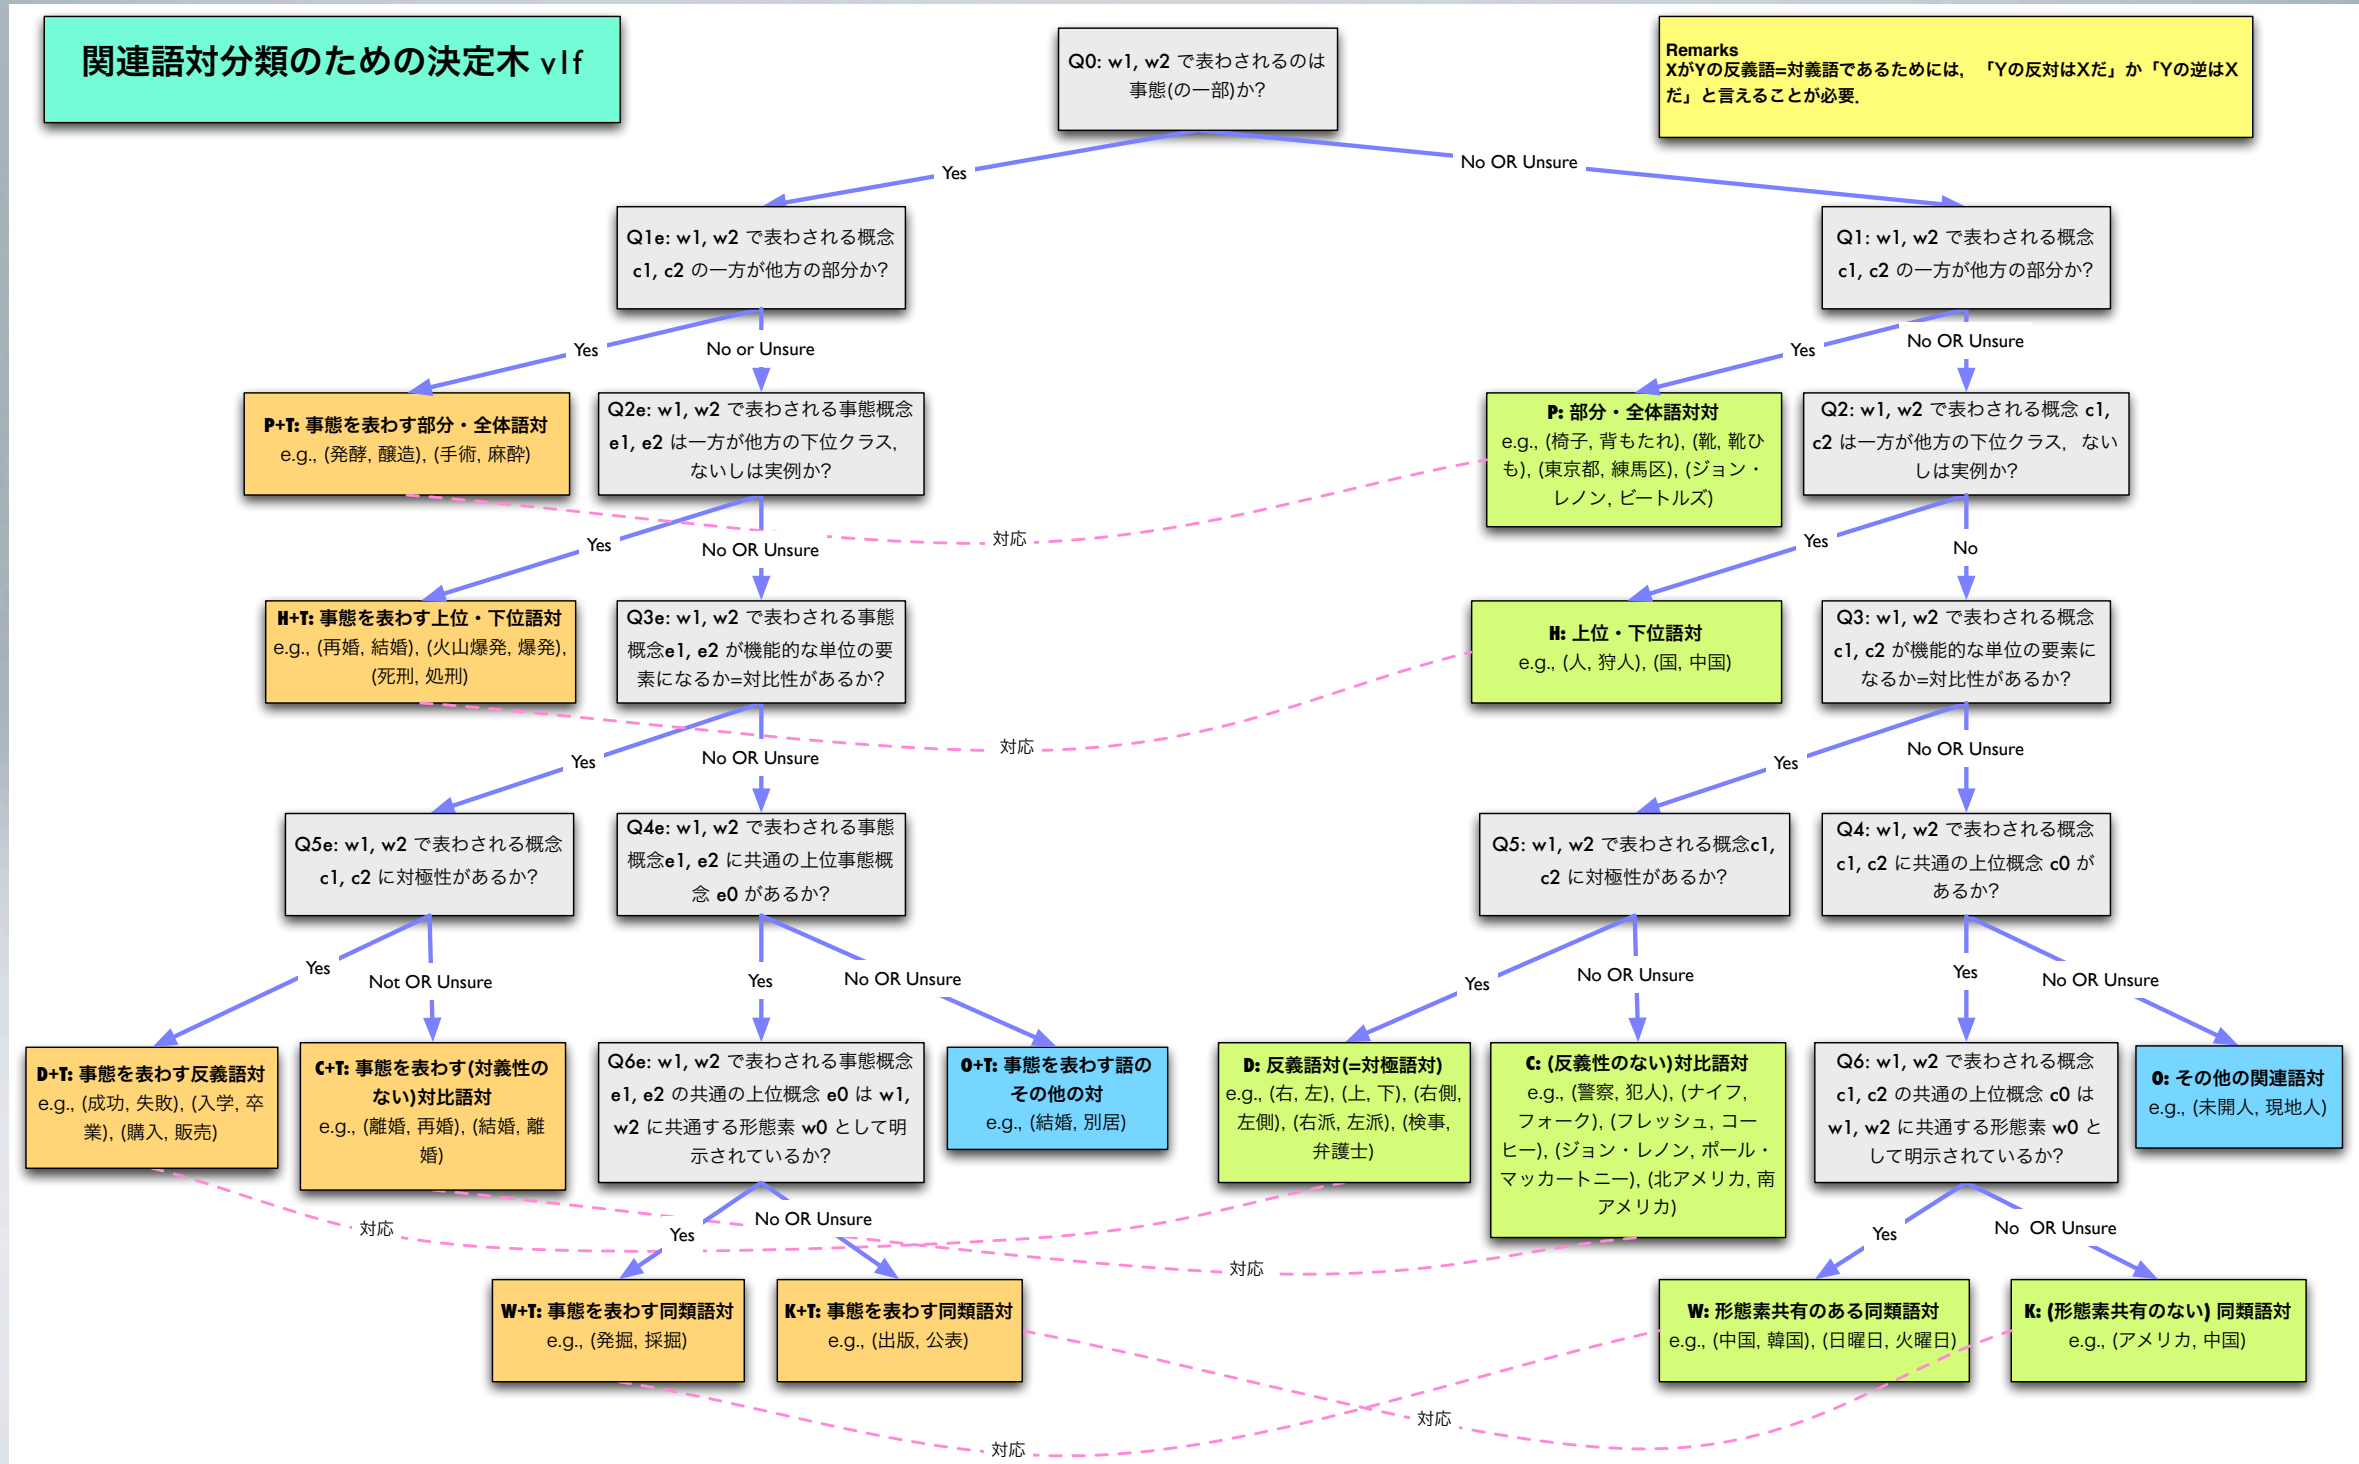 関連語対分類のための決定木 v1f
Q0: w1, w2 で表わされるのは
事態(の一部)か?
Remarks
XがYの反義語=対義語であるためには, 「Yの反対はXだ」か「Yの逆はX
だ」と言えることが必要.
Yes
No OR Unsure
Q1e: w1, w2 で表わされる概念
c1, c2 の一方が他方の部分か?
Q1: w1, w2 で表わされる概念
c1, c2 の一方が他方の部分か?
Yes
No or Unsure
Yes
No OR Unsure
P+T: 事態を表わす部分・全体語対
e.g., (発酵, 醸造), (手術, 麻酔)
Q2e: w1, w2 で表わされる事態概念
e1, e2 は一方が他方の下位クラス,
ないしは実例か?
P: 部分・全体語対対
e.g., (椅子, 背もたれ), (靴, 靴ひ
も), (東京都, 練馬区), (ジョン・
レノン, ビートルズ)
Q2: w1, w2 で表わされる概念 c1,
c2 は一方が他方の下位クラス, ない
しは実例か?
対応
Yes
No OR Unsure
Yes
No
H+T: 事態を表わす上位・下位語対
e.g., (再婚, 結婚), (火山爆発, 爆発),
(死刑, 処刑)
Q3e: w1, w2 で表わされる事態
概念e1, e2 が機能的な単位の要
素になるか=対比性があるか?
H: 上位・下位語対
e.g., (人, 狩人), (国, 中国)
Q3: w1, w2 で表わされる概念
c1, c2 が機能的な単位の要素に
なるか=対比性があるか?
対応
Yes
No OR Unsure
Yes
No OR Unsure
Q5e: w1, w2 で表わされる概念
c1, c2 に対極性があるか?
Q4e: w1, w2 で表わされる事態
概念e1, e2 に共通の上位事態概
念 e0 があるか?
Q5: w1, w2 で表わされる概念c1,
c2 に対極性があるか?
Q4: w1, w2 で表わされる概念
c1, c2 に共通の上位概念 c0 が
あるか?
Yes
Not OR Unsure
Yes
No OR Unsure
Yes
No OR Unsure
Yes
No OR Unsure
D+T: 事態を表わす反義語対
e.g., (成功, 失敗), (入学, 卒
業), (購入, 販売)
C+T: 事態を表わす(対義性の
ない)対比語対
e.g., (離婚, 再婚), (結婚, 離
婚)
Q6e: w1, w2 で表わされる事態概念
e1, e2 の共通の上位概念 e0 は w1,
w2 に共通する形態素 w0 として明
示されているか?
O+T: 事態を表わす語の
その他の対
e.g., (結婚, 別居)
D: 反義語対(=対極語対)
e.g., (右, 左), (上, 下), (右側,
左側), (右派, 左派), (検事,
弁護士)
C: (反義性のない)対比語対
e.g., (警察, 犯人), (ナイフ,
フォーク), (フレッシュ, コー
ヒー), (ジョン・レノン, ポール・
マッカートニー), (北アメリカ, 南
アメリカ)
Q6: w1, w2 で表わされる概念
c1, c2 の共通の上位概念 c0 は
w1, w2 に共通する形態素 w0 と
して明示されているか?
O: その他の関連語対
e.g., (未開人, 現地人)
対応
対応
Yes
No OR Unsure
Yes
No OR Unsure
W+T: 事態を表わす同類語対
e.g., (発掘, 採掘)
K+T: 事態を表わす同類語対
e.g., (出版, 公表)
W: 形態素共有のある同類語対
e.g., (中国, 韓国), (日曜日, 火曜日)
K: (形態素共有のない) 同類語対
e.g., (アメリカ, 中国)
対応
対応